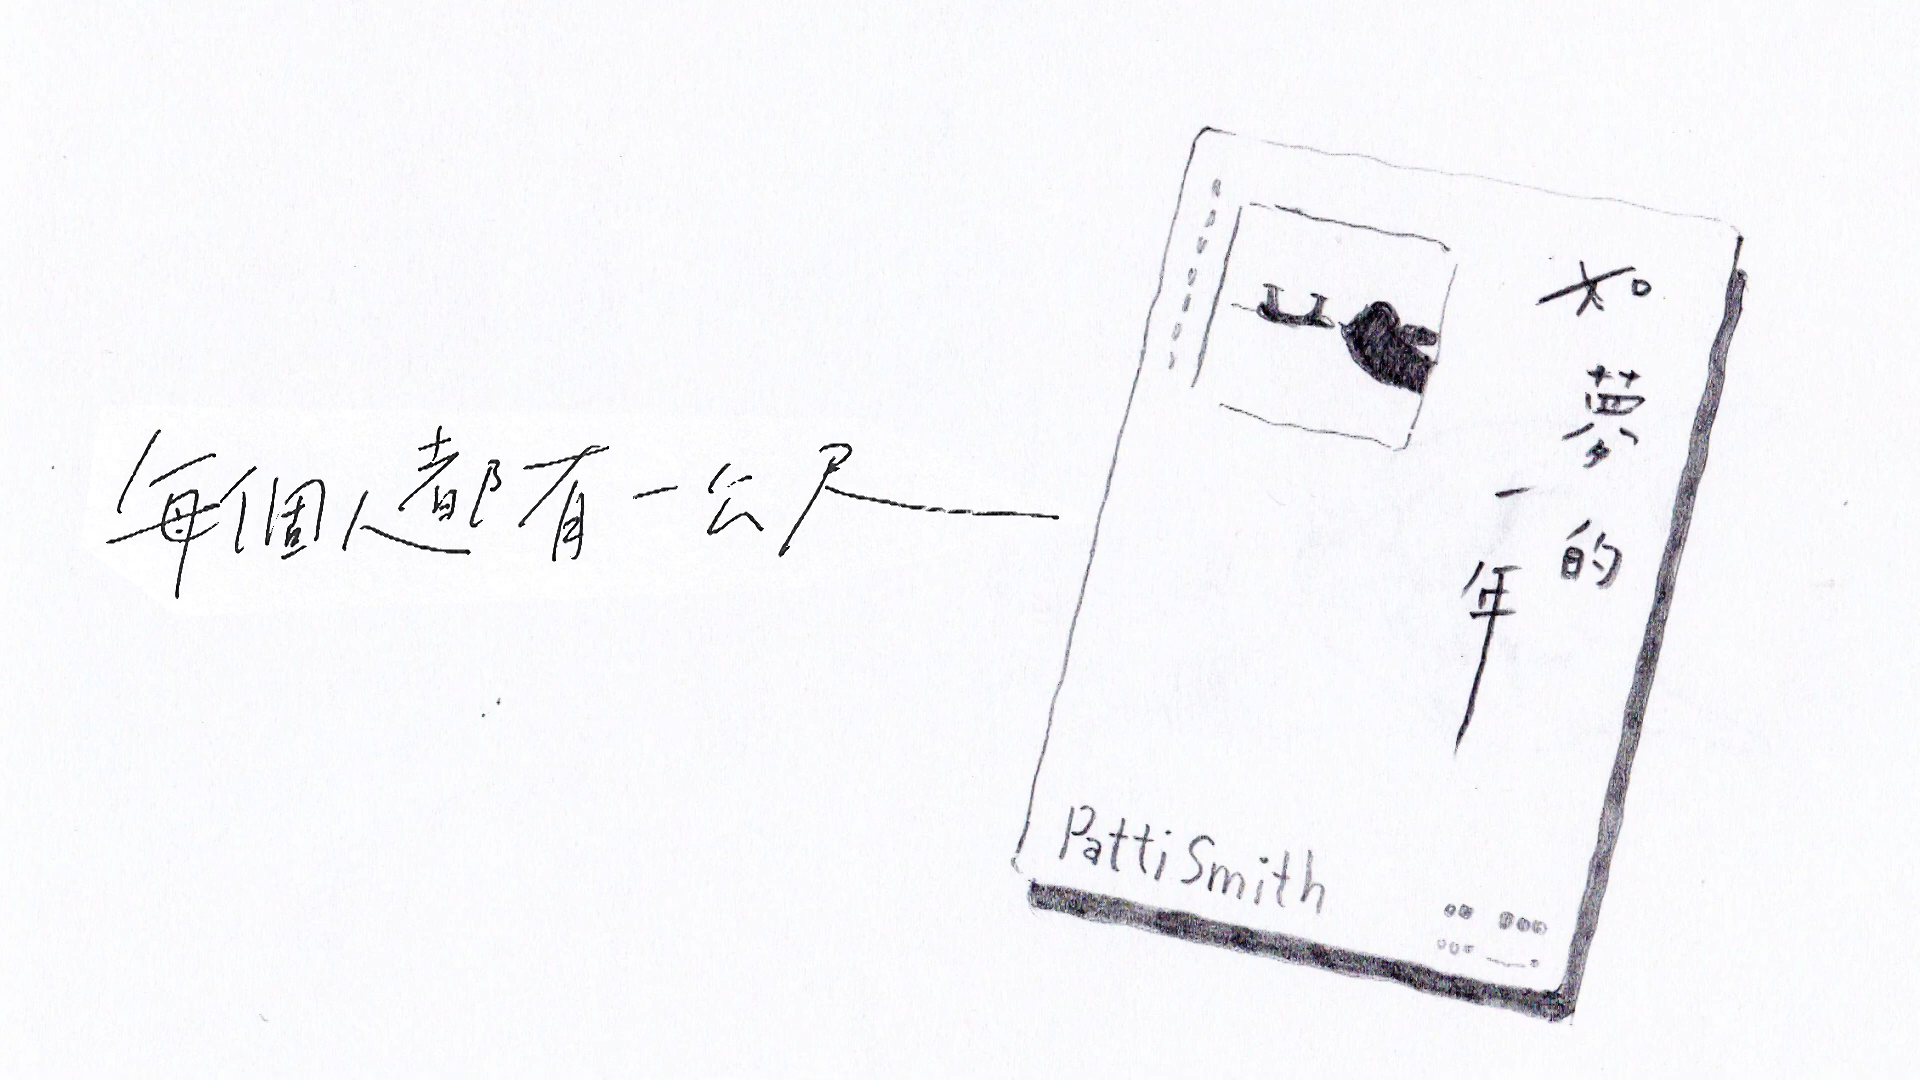 每個人都有一公尺
如夢的
一年
Patti Smith